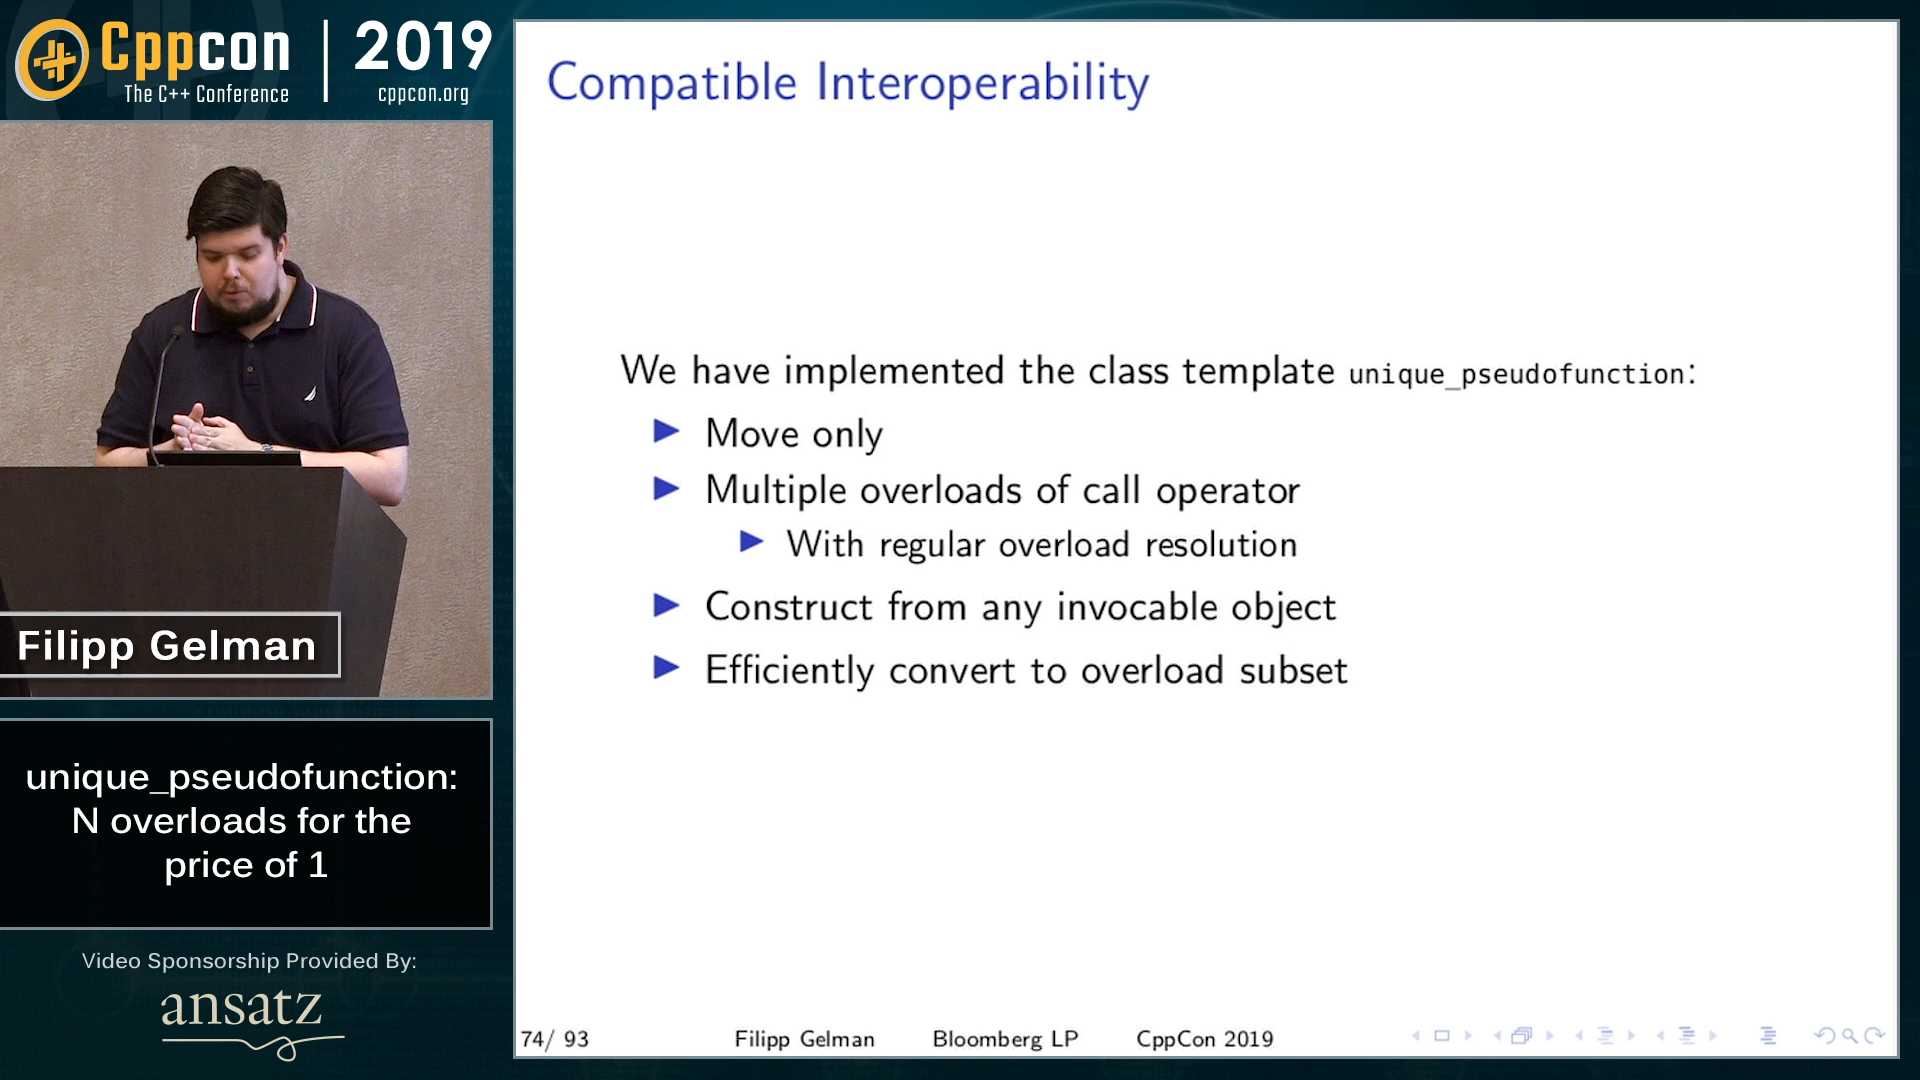 Cppcon
The C++ Conference
2019
cppcon.org
Filipp Gelman
unique_pseudofunction:
N overloads for the
price of 1
Video Sponsorship Provided By:
ansatz
Compatible Interoperability
We have implemented the class template unique_pseudofunction:
Move only
Multiple overloads of call operator
With regular overload resolution
Construct from any invocable object
Efficiently convert to overload subset
74/ 93 Filipp Gelman Bloomberg LP CppCon 2019